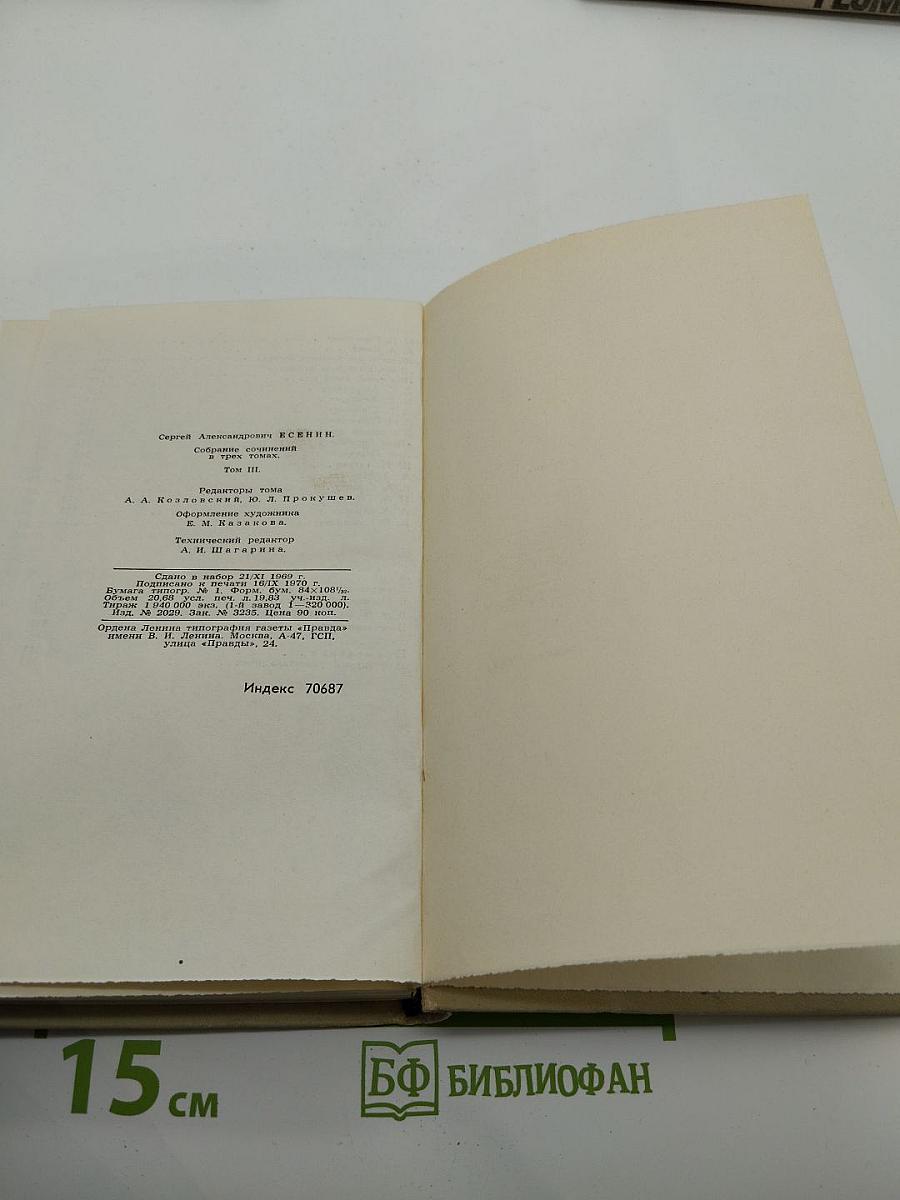 Сергей Александрович ЕСЕНИН.
Собрание сочинений
в трех томах.
Том III.
Редакторы тома
А. А. Козловский, Ю. Л. Прокушев.
Оформление художника
Е. М. Казакова.
Технический редактор
А. И. Шагарина.
Сдано в набор 21/XI 1969 г.
Подписано к печати 16/IX 1970 г.
Бумага типогр. № 1. Форм. бум. 84×108¹/₃₂.
Объем 20,68 усл. печ. л. 19,83 уч.-изд. л.
Тираж 1 940 000 экз. (1-й завод 1—320 000).
Изд. № 2029. Зак. № 3235. Цена 90 коп.
Ордена Ленина типография газеты «Правда»
имени В. И. Ленина. Москва, А-47, ГСП,
улица «Правды», 24.
Индекс 70687
15 см
БФ БИБЛИОФАН